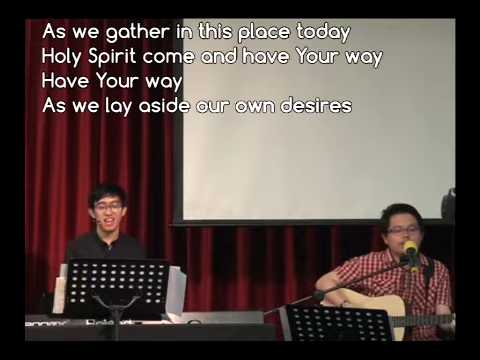 As we gather in this place today
Holy Spirit come and have Your way
Have Your way
As we lay aside our own desires
Roland